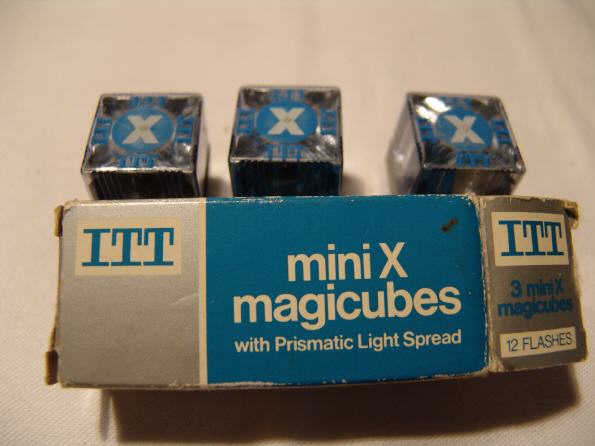 X
X
X
ITT
mini X
magicubes
with Prismatic Light Spread
ITT
3 mini X
magicubes
12 FLASHES